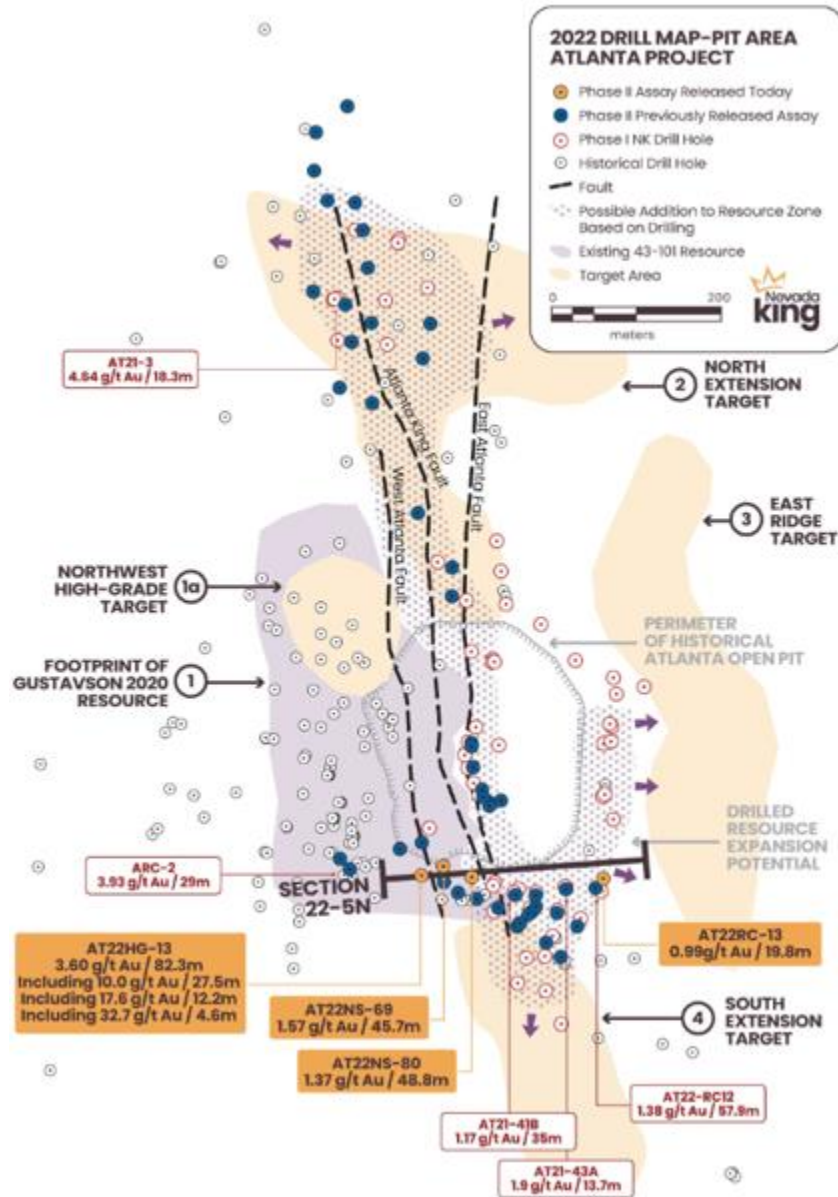 2022 DRILL MAP-PIT AREA
ATLANTA PROJECT
Phase II Assay Released Today
Phase II Previously Released Assay
Phase I NK Drill Hole
Historical Drill Hole
Fault
Possible Addition to Resource Zone
Based on Drilling
Existing 43-101 Resource
Target Area
0
200
meters
Nevada
king
AT21-3
4.64 g/t Au / 18.3m
2
NORTH
EXTENSION
TARGET
Atlanta King Fault
East Atlanta Fault
West Atlanta Fault
3
EAST
RIDGE
TARGET
NORTHWEST
HIGH-GRADE
TARGET
1a
PERIMETER
OF HISTORICAL
ATLANTA OPEN PIT
FOOTPRINT OF
GUSTAVSON 2020
RESOURCE
1
DRILLED
RESOURCE
EXPANSION
POTENTIAL
ARC-2
3.93 g/t Au / 29m
SECTION
22-5N
AT22HG-13
3.60 g/t Au / 82.3m
Including 10.0 g/t Au / 27.5m
Including 17.6 g/t Au / 12.2m
Including 32.7 g/t Au / 4.6m
AT22RC-13
0.99g/t Au / 19.8m
AT22NS-69
1.57 g/t Au / 45.7m
AT22NS-80
1.37 g/t Au / 48.8m
4
SOUTH
EXTENSION
TARGET
AT22-RC12
1.38 g/t Au / 57.9m
AT21-41B
1.17 g/t Au / 35m
AT21-43A
1.9 g/t Au / 13.7m